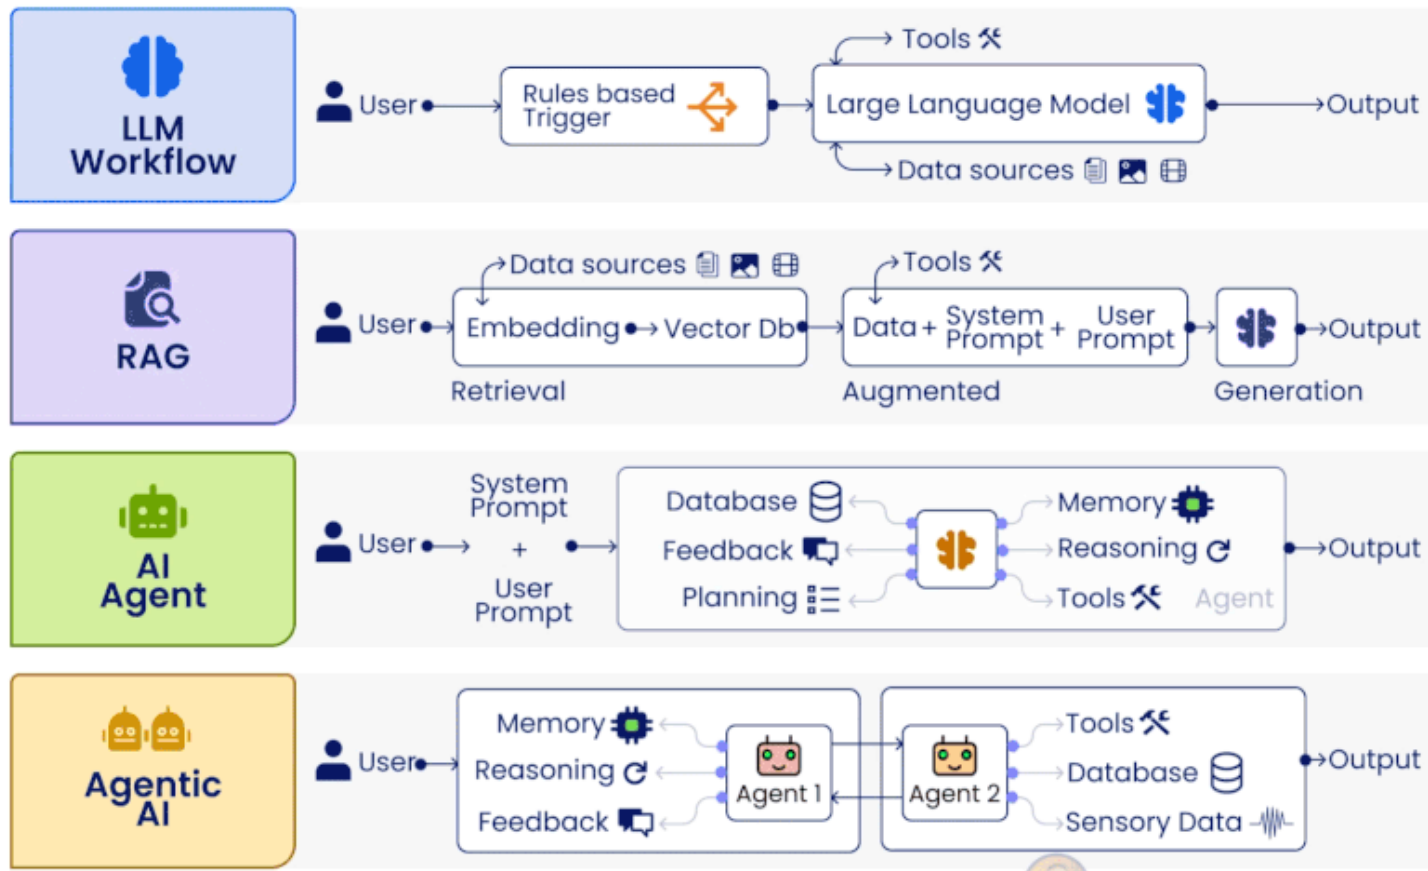 LLM
Workflow
User
Rules based
Trigger
Tools
Large Language Model
Data sources
Output
RAG
User
Data sources
Embedding
Vector Db
Retrieval
Tools
Data + System Prompt + User Prompt
Augmented
Generation
Output
AI
Agent
User
System
Prompt
+
User
Prompt
Database
Feedback
Planning
Memory
Reasoning
Tools
Agent
Output
Agentic
AI
User
Memory
Reasoning
Feedback
Agent 1
Agent 2
Tools
Database
Sensory Data
Output